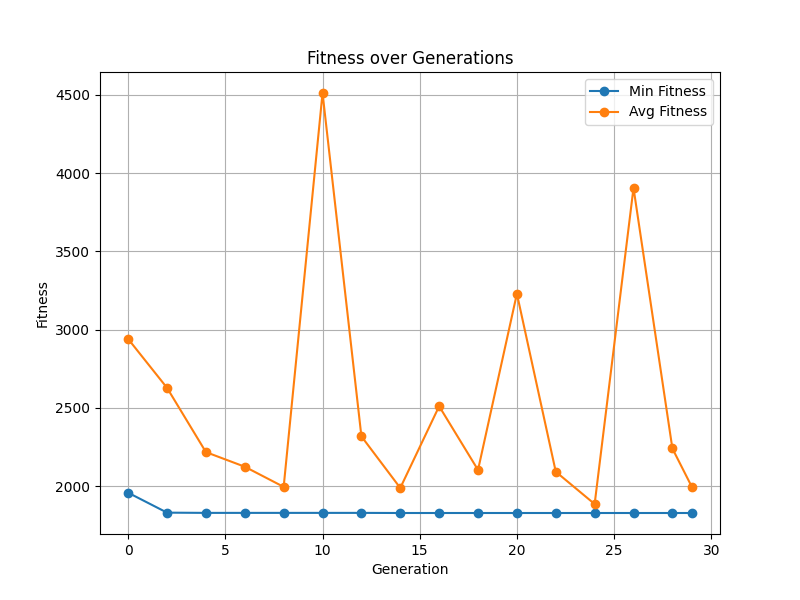 Fitness over Generations
Min Fitness
Avg Fitness
4500
4000
3500
3000
2500
2000
Fitness
0 5 10 15 20 25 30
Generation